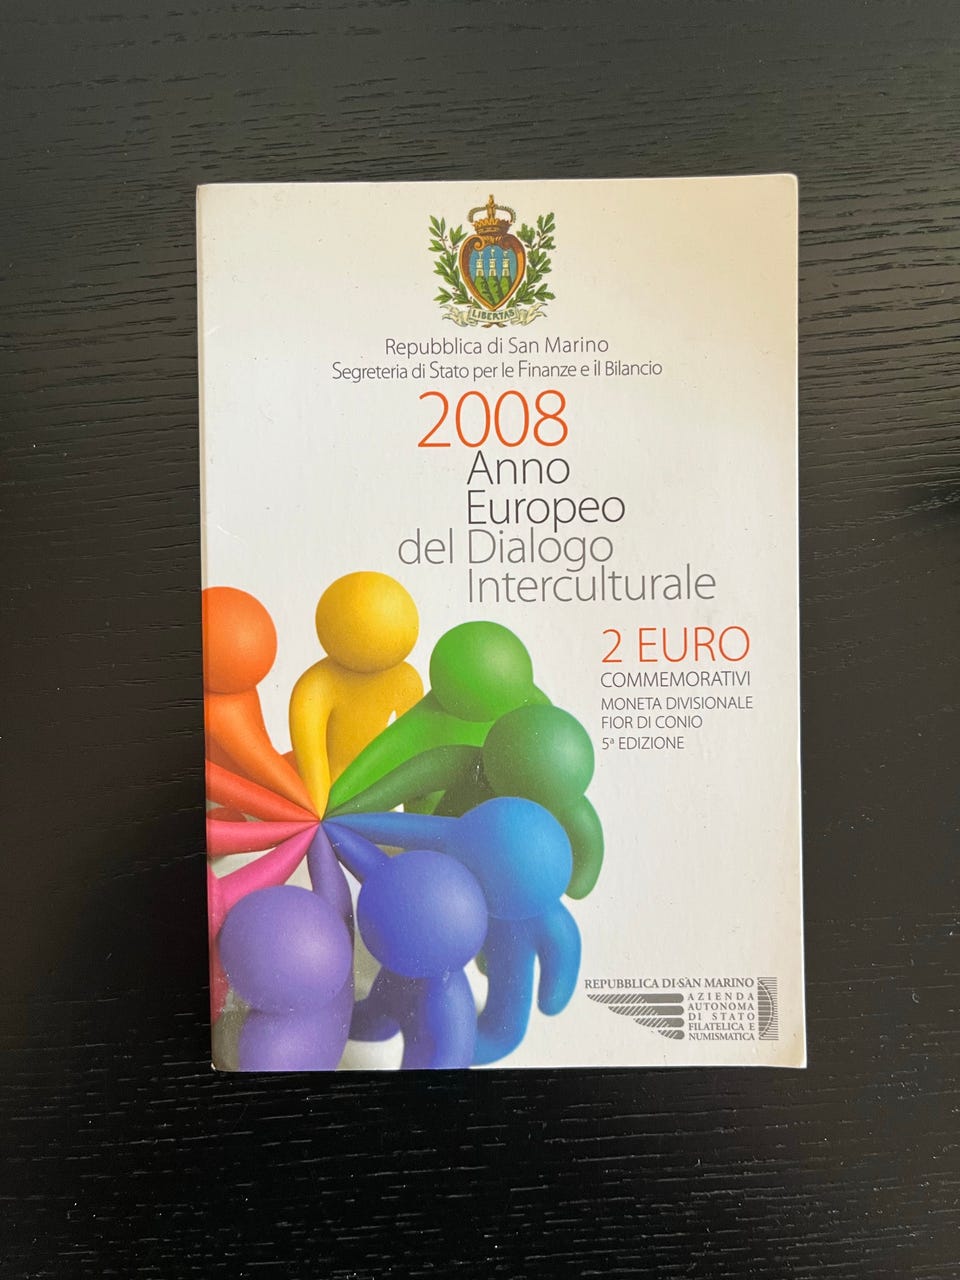 LIBERTAS
Repubblica di San Marino
Segreteria di Stato per le Finanze e il Bilancio
2008
Anno
Europeo
del Dialogo
Interculturale
2 EURO
COMMEMORATIVI
MONETA DIVISIONALE
FIOR DI CONIO
5ª EDIZIONE
REPUBBLICA DI SAN MARINO
AZIENDA
AUTONOMA
DI STATO
FILATELICA E
NUMISMATICA